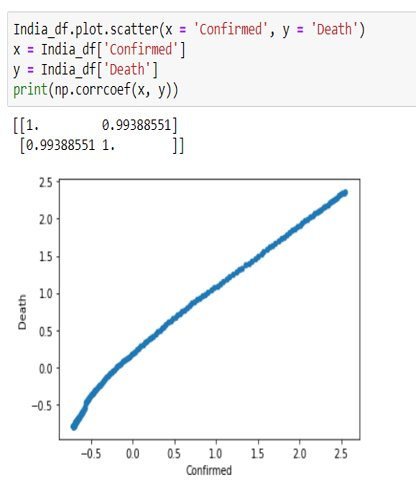 India_df.plot.scatter(x = 'Confirmed', y = 'Death')
x = India_df['Confirmed']
y = India_df['Death']
print(np.corrcoef(x, y))
[[1. 0.99388551]
[0.99388551 1. ]]
2.5
2.0
1.5
1.0
0.5
0.0
−0.5
Death
−0.5 0.0 0.5 1.0 1.5 2.0 2.5
Confirmed